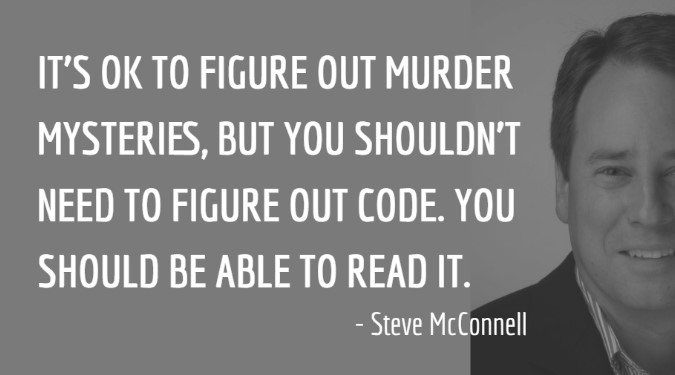 IT'S OK TO FIGURE OUT MURDER
MYSTERIES, BUT YOU SHOULDN'T
NEED TO FIGURE OUT CODE. YOU
SHOULD BE ABLE TO READ IT.
- Steve McConnell